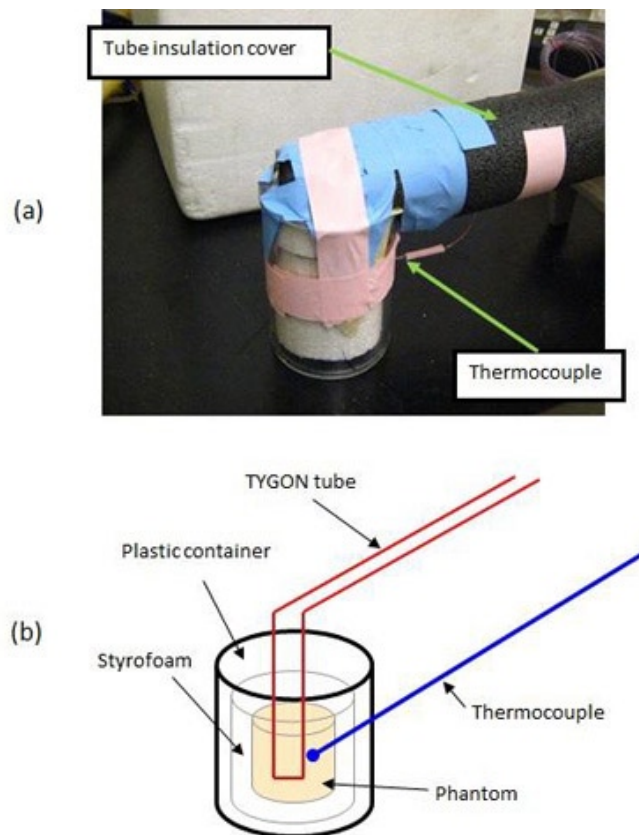 Tube insulation cover
(a)
Thermocouple
TYGON tube
Plastic container
(b)
Styrofoam
Thermocouple
Phantom